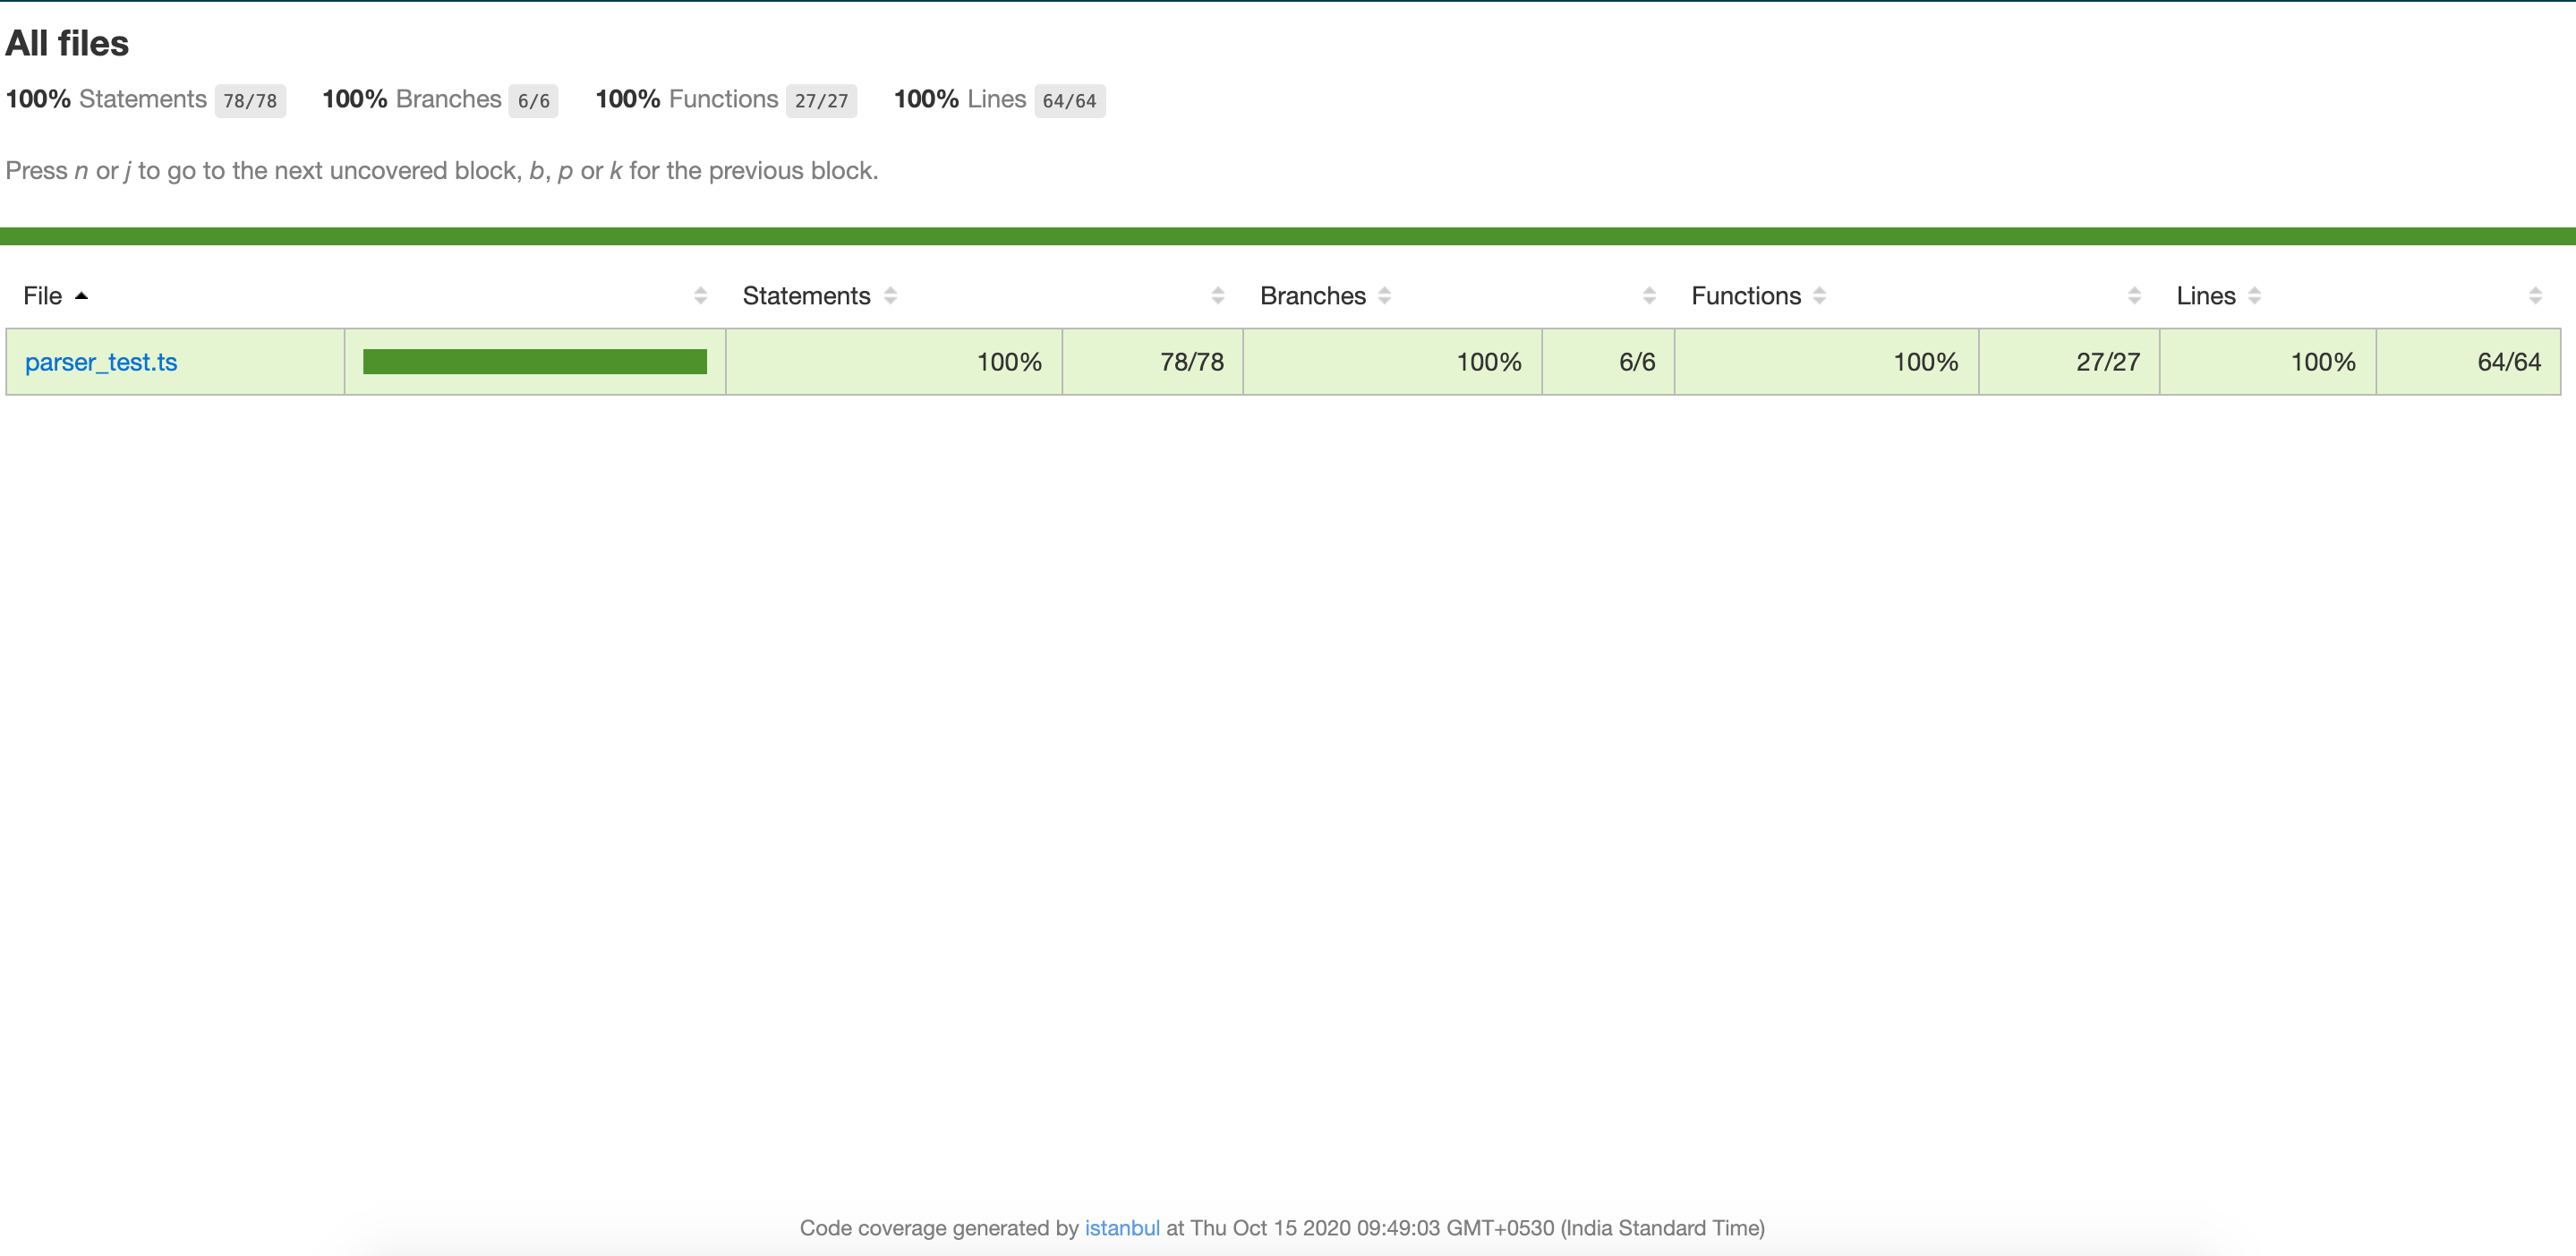 All files
100% Statements 78/78 100% Branches 6/6 100% Functions 27/27 100% Lines 64/64
Press n or j to go to the next uncovered block, b, p or k for the previous block.
File Statements Branches Functions Lines
parser_test.ts 100% 78/78 100% 6/6 100% 27/27 100% 64/64
Code coverage generated by istanbul at Thu Oct 15 2020 09:49:03 GMT+0530 (India Standard Time)